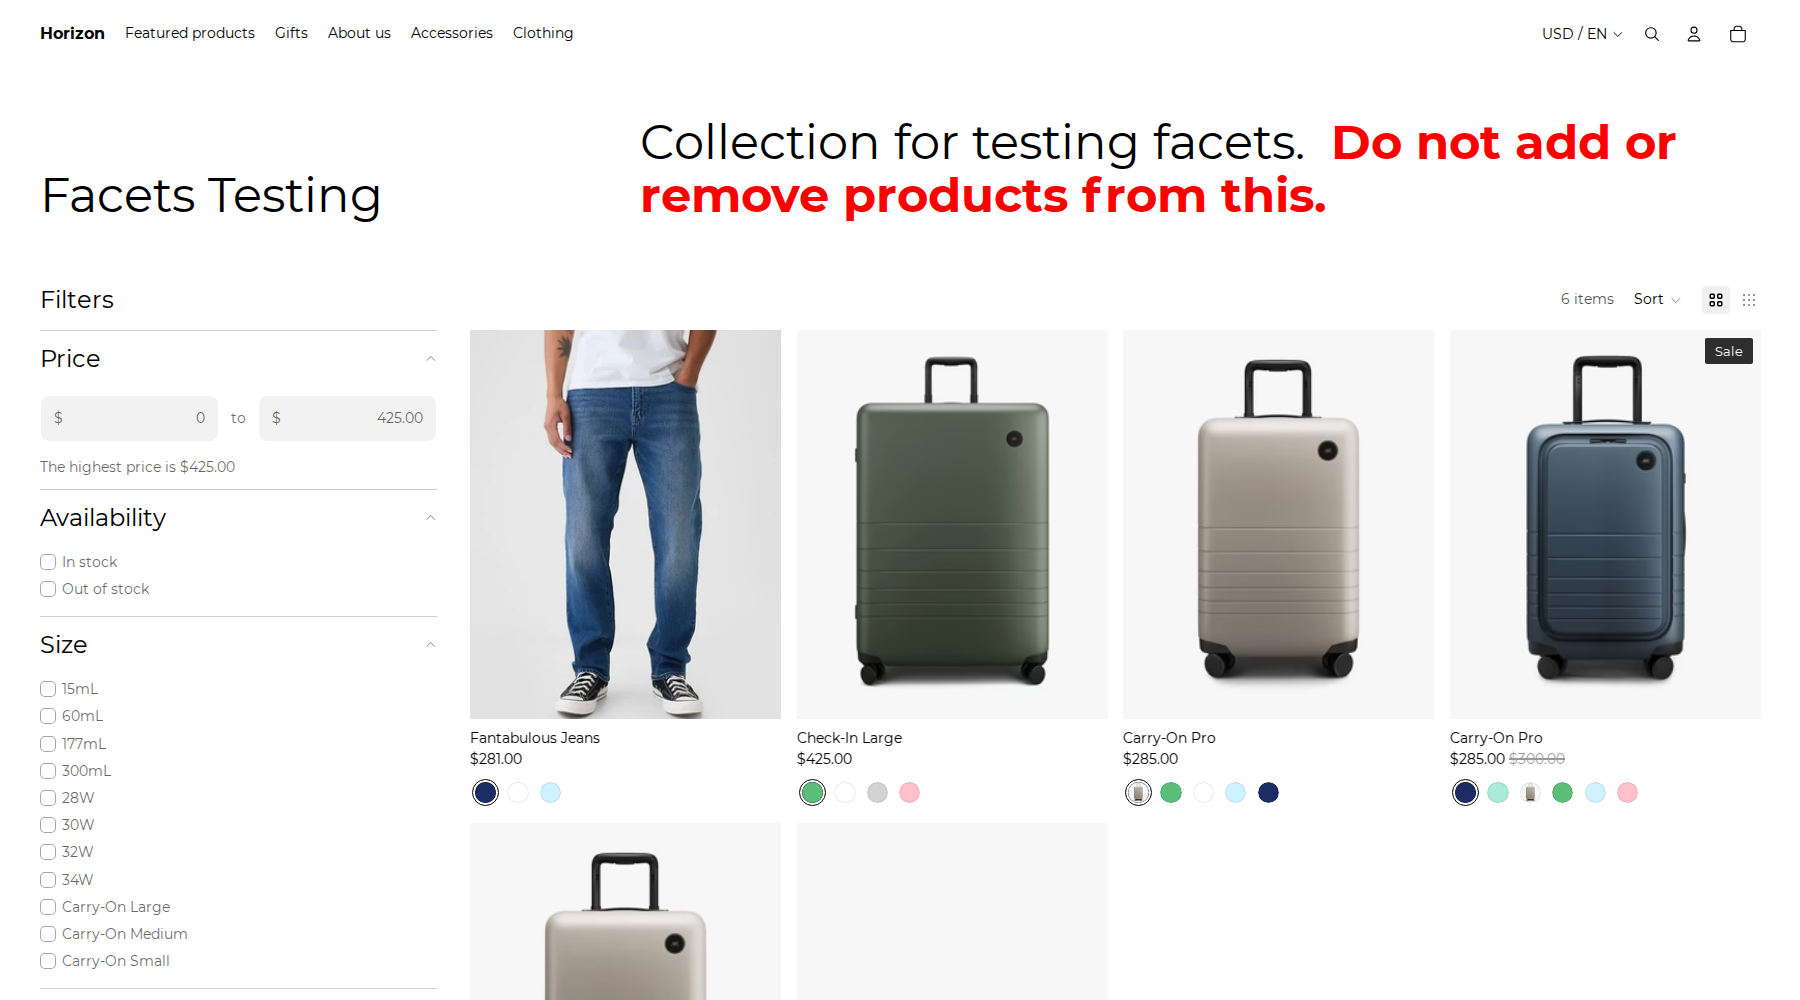 Horizon Featured products Gifts About us Accessories Clothing USD / EN
Facets Testing
Collection for testing facets. Do not add or
remove products from this.
Filters
6 items Sort
Price
$ 0 to $ 425.00
The highest price is $425.00
Availability
In stock
Out of stock
Size
15mL
60mL
177mL
300mL
28W
30W
32W
34W
Carry-On Large
Carry-On Medium
Carry-On Small
Fantabulous Jeans
$281.00
Check-In Large
$425.00
Carry-On Pro
$285.00
Sale
Carry-On Pro
$285.00 $300.00